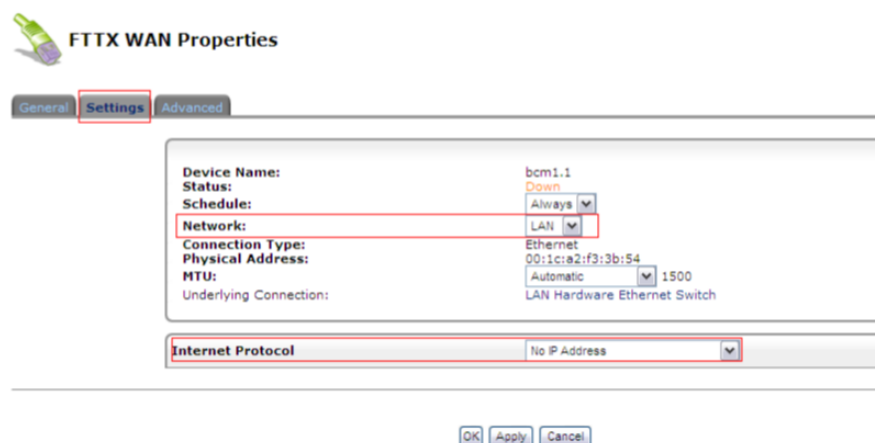 FTTX WAN Properties
General Settings Advanced
Device Name: bcm1.1
Status: Down
Schedule: Always
Network: LAN
Connection Type: Ethernet
Physical Address: 00:1c:a2:f3:3b:54
MTU: Automatic 1500
Underlying Connection: LAN Hardware Ethernet Switch
Internet Protocol No IP Address
OK Apply Cancel